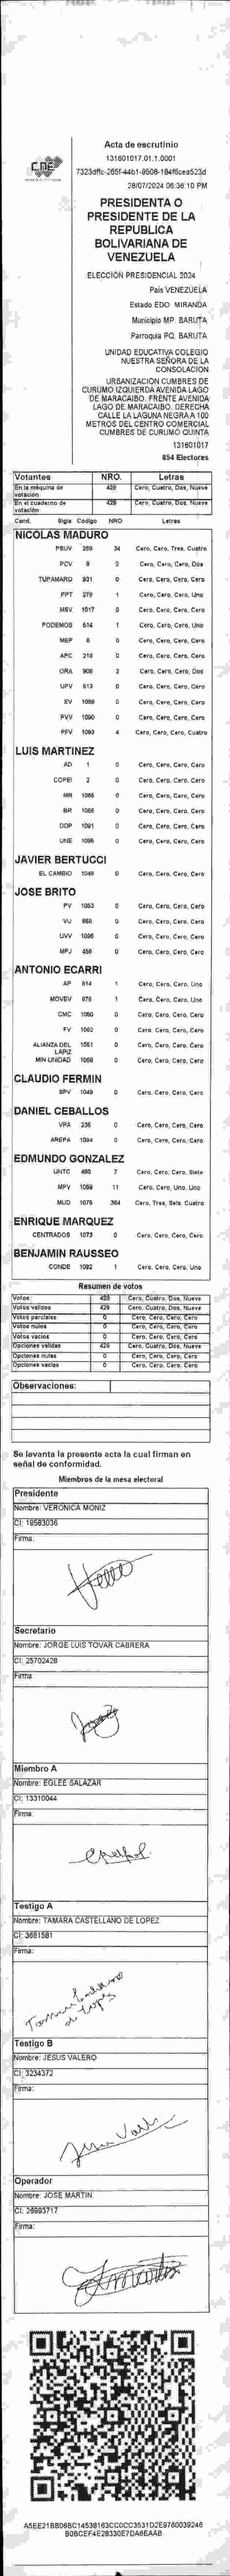 Acta de escrutinio
131601017.01.1.0001
28/07/2024 06:36:10 PM
CNE
PRESIDENTA O
PRESIDENTE DE LA
REPUBLICA
BOLIVARIANA DE
VENEZUELA
ELECCIÓN PRESIDENCIAL 2024
País VENEZUELA
Estado EDO. MIRANDA
Municipio MP. BARUTA
Parroquia PQ. BARUTA
UNIDAD EDUCATIVA COLEGIO
NUESTRA SEÑORA DE LA
CONSOLACION
URBANIZACIÓN CUMBRES DE
CURUMO IZQUIERDA AVENIDA LAGO
DE MARACAIBO. FRENTE AVENIDA
LAGO DE MARACAIBO. DERECHA
CALLE LA LAGUNA NEGRA A 100
METROS DEL CENTRO COMERCIAL
CUMBRES DE CURUMO QUINTA
131601017
854 Electores
Votantes NRO. Letras
En la máquina de votación 429 Cero, Cuatro, Dos, Nueve
En el cuaderno de votación 429 Cero, Cuatro, Dos, Nueve
Cand. Sigla Código NRO Letras
NICOLAS MADURO
PSUV 269 34 Cero, Cero, Tres, Cuatro
PCV 9 2 Cero, Cero, Cero, Dos
TUPAMARO 931 0 Cero, Cero, Cero, Cero
PPT 278 1 Cero, Cero, Cero, Uno
MSV 1017 0 Cero, Cero, Cero, Cero
PODEMOS 514 1 Cero, Cero, Cero, Uno
MEP 8 0 Cero, Cero, Cero, Cero
APC 219 0 Cero, Cero, Cero, Cero
ORA 908 2 Cero, Cero, Cero, Dos
UPV 613 0 Cero, Cero, Cero, Cero
EV 1089 0 Cero, Cero, Cero, Cero
PVV 1090 0 Cero, Cero, Cero, Cero
PFV 1093 4 Cero, Cero, Cero, Cuatro
LUIS MARTINEZ
AD 1 0 Cero, Cero, Cero, Cero
COPEI 2 0 Cero, Cero, Cero, Cero
MR 1065 0 Cero, Cero, Cero, Cero
BR 1066 0 Cero, Cero, Cero, Cero
DDP 1091 0 Cero, Cero, Cero, Cero
UNE 1095 0 Cero, Cero, Cero, Cero
JAVIER BERTUCCI
EL CAMBIO 1048 0 Cero, Cero, Cero, Cero
JOSE BRITO
PV 1053 0 Cero, Cero, Cero, Cero
VU 0 Cero, Cero, Cero, Cero
UVV 1096 0 Cero, Cero, Cero, Cero
MPJ 458 0 Cero, Cero, Cero, Cero
ANTONIO ECARRI
AP 814 1 Cero, Cero, Cero, Uno
MOVEV 978 1 Cero, Cero, Cero, Uno
CMC 1060 0 Cero, Cero, Cero, Cero
FV 1062 0 Cero, Cero, Cero, Cero
ALIANZA DEL LAPIZ 1051 0 Cero, Cero, Cero, Cero
MIN UNIDAD 1068 0 Cero, Cero, Cero, Cero
CLAUDIO FERMIN
SPV 1049 0 Cero, Cero, Cero, Cero
DANIEL CEBALLOS
VPA 236 0 Cero, Cero, Cero, Cero
AREPA 1094 0 Cero, Cero, Cero, Cero
EDMUNDO GONZALEZ
UNTC 480 7 Cero, Cero, Cero, Siete
MPV 1069 11 Cero, Cero, Uno, Uno
MUD 1075 364 Cero, Tres, Seis, Cuatro
ENRIQUE MARQUEZ
CENTRADOS 1073 0 Cero, Cero, Cero, Cero
BENJAMIN RAUSSEO
CONDE 1092 1 Cero, Cero, Cero, Uno
Resumen de votos
Votos 429 Cero, Cuatro, Dos, Nueve
Votos validos 429 Cero, Cuatro, Dos, Nueve
Votos parciales 0 Cero, Cero, Cero, Cero
Votos nulos 0 Cero, Cero, Cero, Cero
Votos vacios 0 Cero, Cero, Cero, Cero
Opciones validas 429 Cero, Cuatro, Dos, Nueve
Opciones nulas 0 Cero, Cero, Cero, Cero
Opciones vacias 0 Cero, Cero, Cero, Cero
Observaciones:
Se levanta la presente acta la cual firman en
señal de conformidad.
Miembros de la mesa electoral
Presidente
Nombre: VERONICA MONIZ
CI: 19583036
Firma:
Secretario
Nombre: JORGE LUIS TOVAR CABRERA
CI: 25702428
Firma:
Miembro A
Nombre: EGLEE SALAZAR
CI: 13310044
Firma:
Testigo A
Nombre: TAMARA CASTELLANO DE LOPEZ
CI: 3661581
Firma:
Tamara Castellano
de Lopez
Testigo B
Nombre: JESUS VALERO
CI: 3234372
Firma:
Operador
Nombre: JOSE MARTIN
CI: 26993717
Firma: